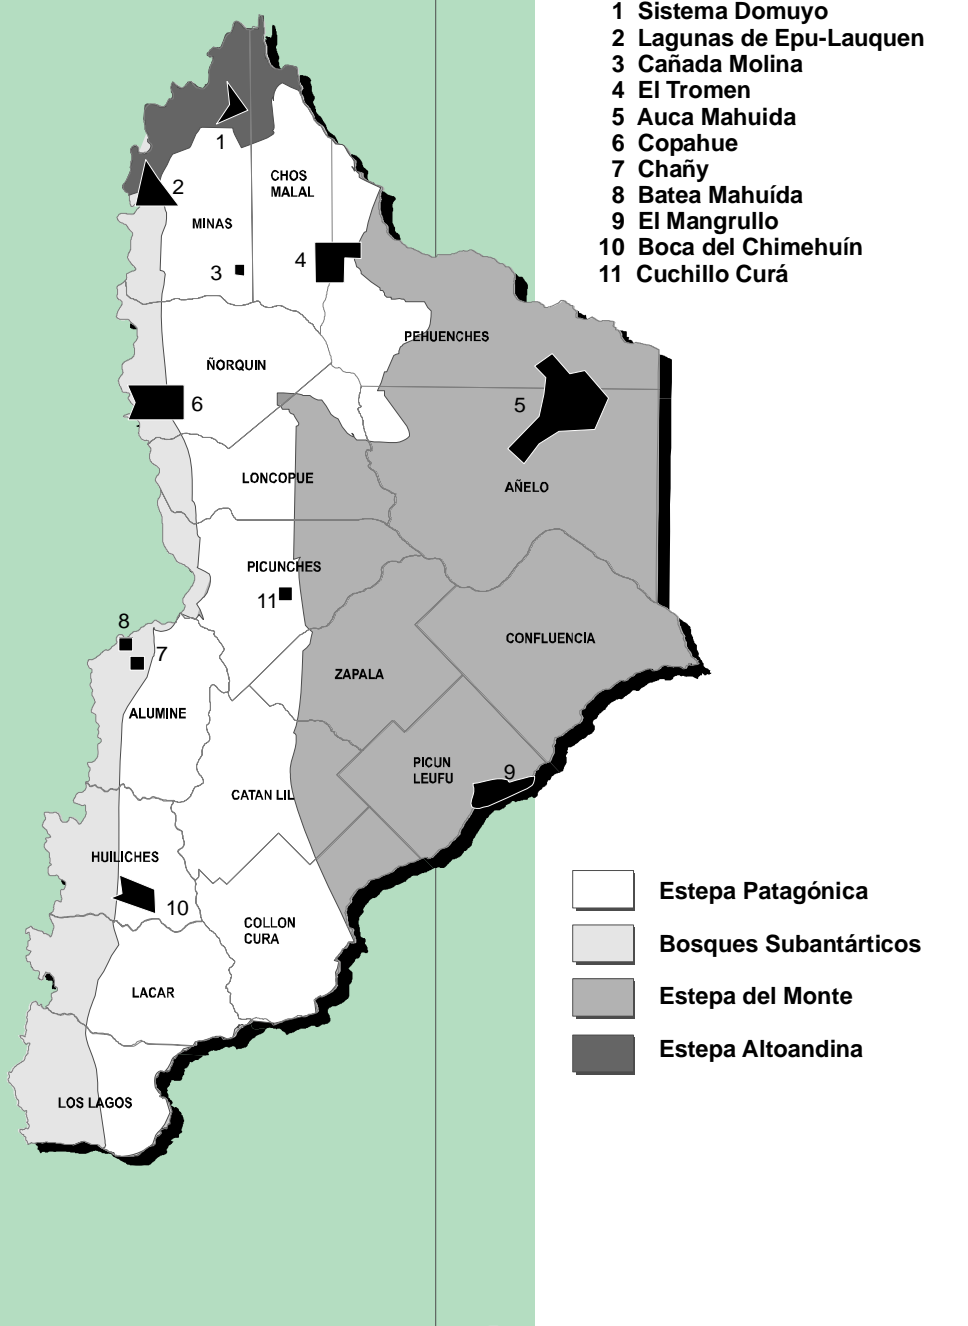 1 Sistema Domuyo
2 Lagunas de Epu-Lauquen
3 Cañada Molina
4 El Tromen
5 Auca Mahuida
6 Copahue
7 Chañy
8 Batea Mahuída
9 El Mangrullo
10 Boca del Chimehuín
11 Cuchillo Curá
1
CHOS
MALAL
2
MINAS
3
4
PEHUENCHES
ÑORQUIN
6
5
LONCOPUE
AÑELO
PICUNCHES
11
8
7
CONFLUENCIA
ZAPALA
ALUMINE
PICUN
LEUFU
9
CATAN LIL
HUILICHES
10
COLLON
CURA
LACAR
LOS LAGOS
Estepa Patagónica
Bosques Subantárticos
Estepa del Monte
Estepa Altoandina